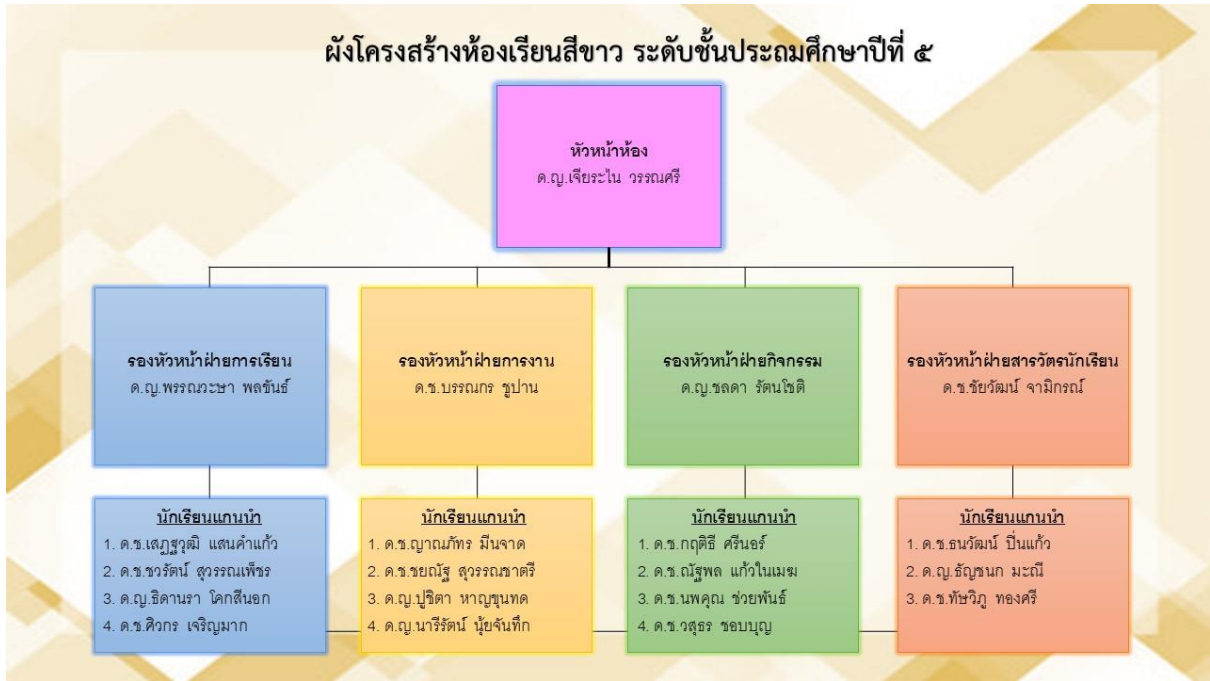 ผังโครงสร้างห้องเรียนสีขาว ระดับชั้นประถมศึกษาปีที่ ๕
หัวหน้าห้อง
ด.ญ.เจียระไน วรรณศรี
รองหัวหน้าฝ่ายการเรียน
ด.ญ.พรรณวะษา พลขันธ์
รองหัวหน้าฝ่ายการงาน
ด.ช.บรรณกร ชูปาน
รองหัวหน้าฝ่ายกิจกรรม
ด.ญ.ชลดา รัตนโชติ
รองหัวหน้าฝ่ายสารวัตรนักเรียน
ด.ช.ชัยวัฒน์ จามิกรณ์
นักเรียนแกนนำ
1. ด.ช.เสฏฐวุฒิ แสนคำแก้ว
2. ด.ช.ชวรัตน์ สุวรรณเพ็ชร
3. ด.ญ.ธิดานรา โคกสีนอก
4. ด.ช.ศิวกร เจริญมาก
นักเรียนแกนนำ
1. ด.ช.ญาณภัทร มีนจาด
2. ด.ช.ชยณัฐ สุวรรณชาตรี
3. ด.ญ.ปูชิตา หาญขุนทด
4. ด.ญ.นารีรัตน์ นุ้ยจันทึก
นักเรียนแกนนำ
1. ด.ช.กฤติธี ศรีนอร์
2. ด.ช.ณัฐพล แก้วในเมฆ
3. ด.ช.นพคุณ ช่วยพันธ์
4. ด.ช.วสุธร ชอบบุญ
นักเรียนแกนนำ
1. ด.ช.ธนวัฒน์ ปิ่นแก้ว
2. ด.ญ.ธัญชนก มะณี
3. ด.ช.ทัษวิภู ทองศรี